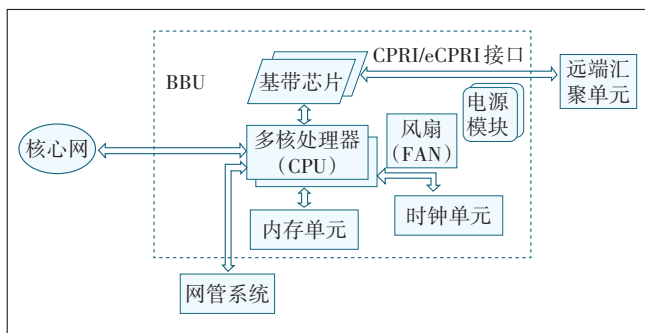 CPRI/eCPRI接口
BBU
基带芯片
远端汇
聚单元
电源
模块
核心网
多核处理器
（CPU）
风扇
（FAN）
内存单元
时钟单元
网管系统